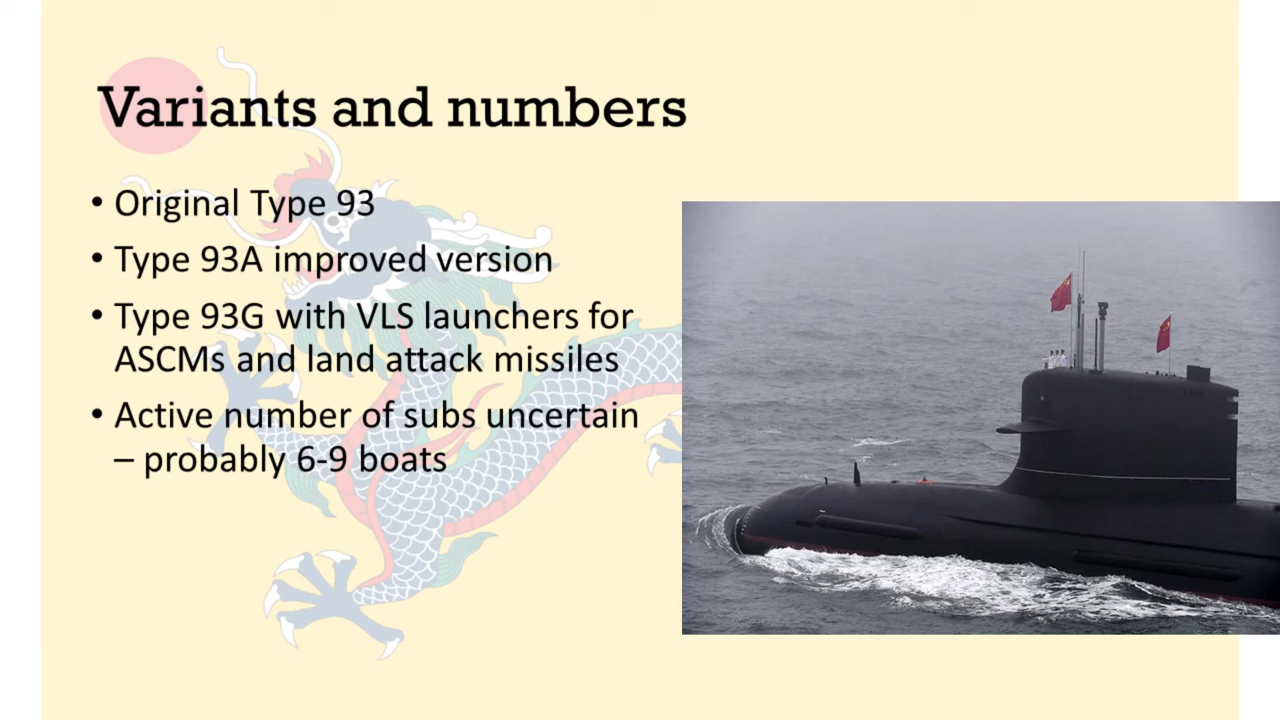 Variants and numbers
• Original Type 93
• Type 93A improved version
• Type 93G with VLS launchers for
ASCMs and land attack missiles
• Active number of subs uncertain
– probably 6-9 boats